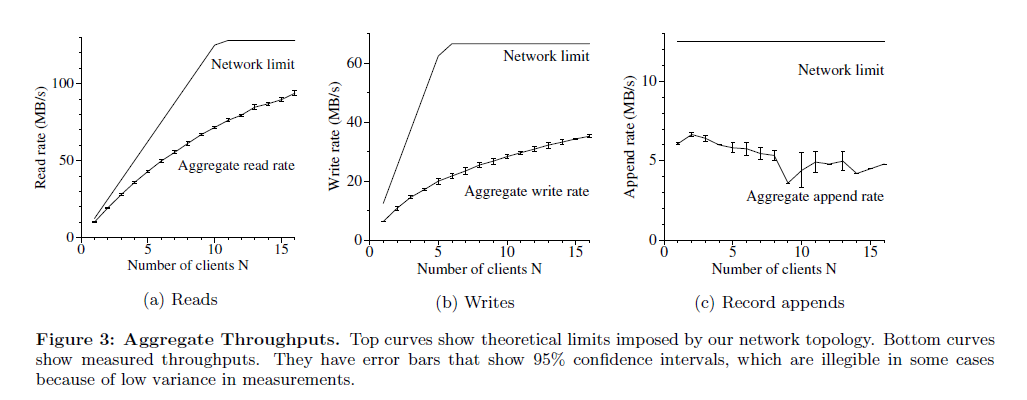 Read rate (MB/s)
100
50
0
0 5 10 15
Number of clients N
Network limit
Aggregate read rate
(a) Reads
Write rate (MB/s)
60
40
20
0
0 5 10 15
Number of clients N
Network limit
Aggregate write rate
(b) Writes
Append rate (MB/s)
10
5
0
0 5 10 15
Number of clients N
Network limit
Aggregate append rate
(c) Record appends
Figure 3: Aggregate Throughputs. Top curves show theoretical limits imposed by our network topology. Bottom curves
show measured throughputs. They have error bars that show 95% confidence intervals, which are illegible in some cases
because of low variance in measurements.